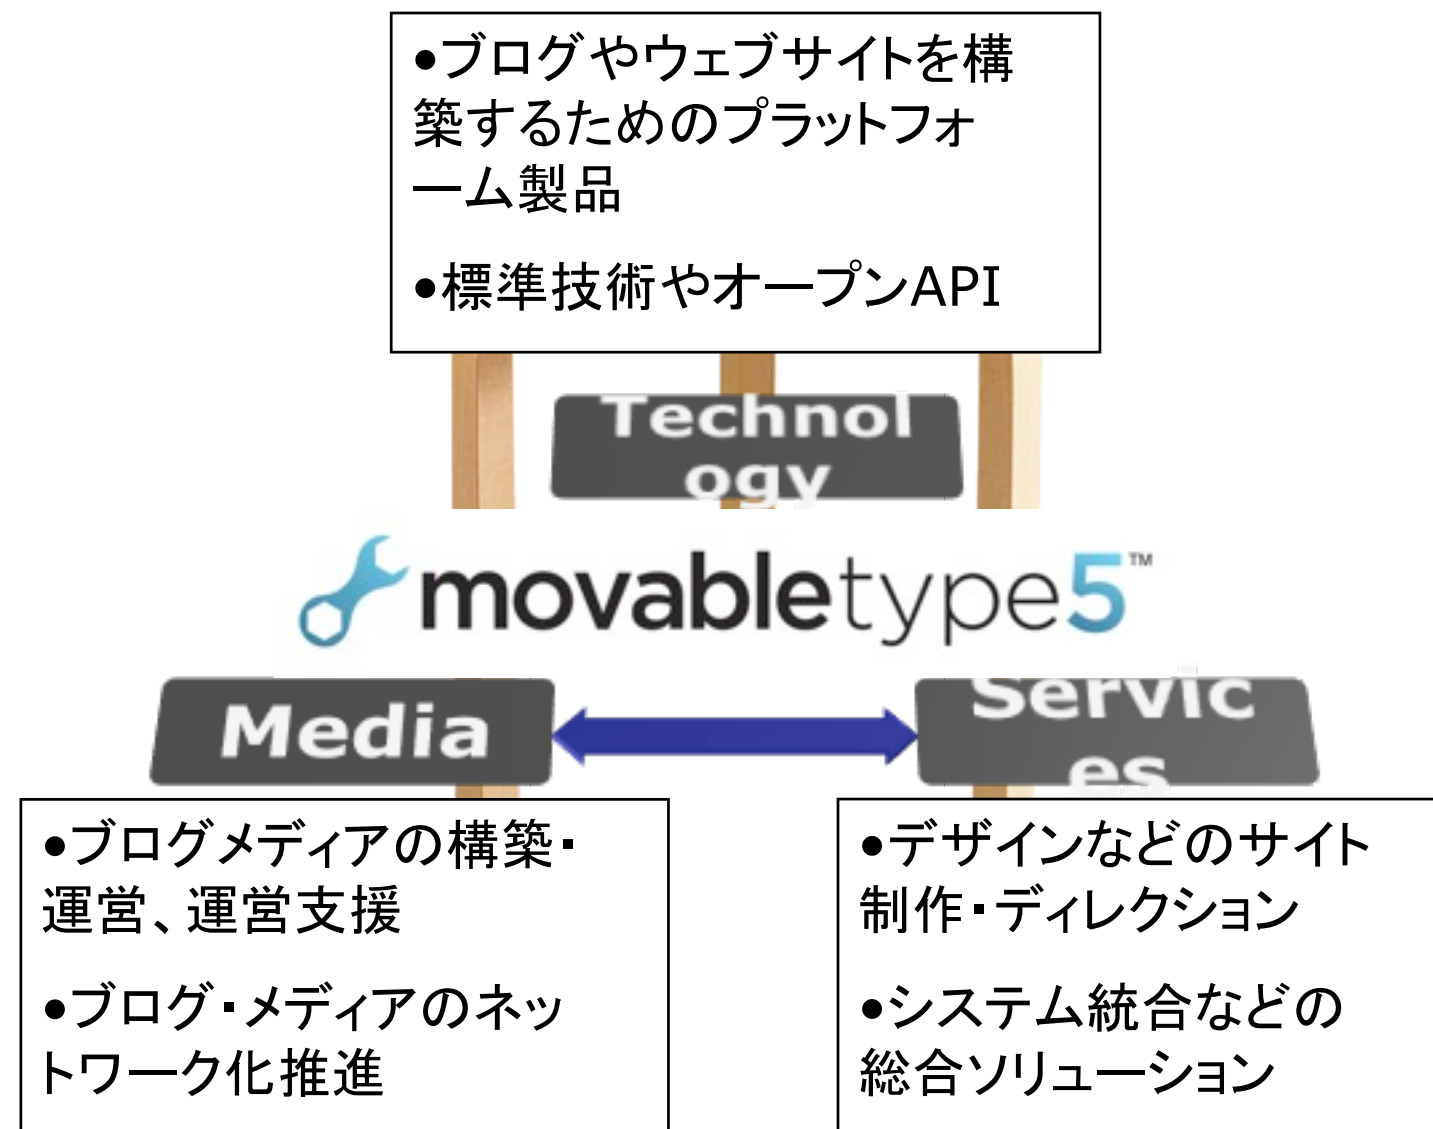 ●ブログやウェブサイトを構
築するためのプラットフォ
ーム製品
●標準技術やオープンAPI
Technol
ogy
movabletype5™
Media
Servic
es
●ブログメディアの構築・
運営、運営支援
●ブログ・メディアのネッ
トワーク化推進
●デザインなどのサイト
制作・ディレクション
●システム統合などの
総合ソリューション